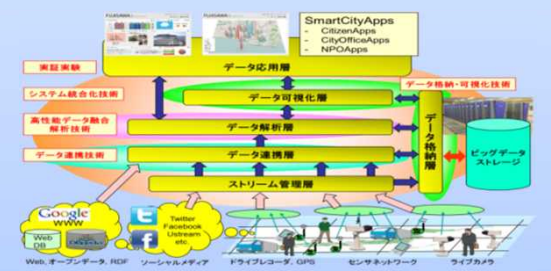 SmartCityApps
- CitizenApps
- CityOfficeApps
- NPOApps
データ応用層
実証実験
データ格納・可視化技術
システム統合化技術
データ可視化層
高性能データ融合
解析技術
データ解析層
データ格納層
ビッグデータ
ストレージ
データ連携技術
データ連携層
ストリーム管理層
Google
WWW
Web
DB
Twitter
Facebook
Ustream
etc.
Web, オープンデータ, RDF
ソーシャルメディア
ドライブレコーダ, GPS
センサネットワーク
ライブカメラ